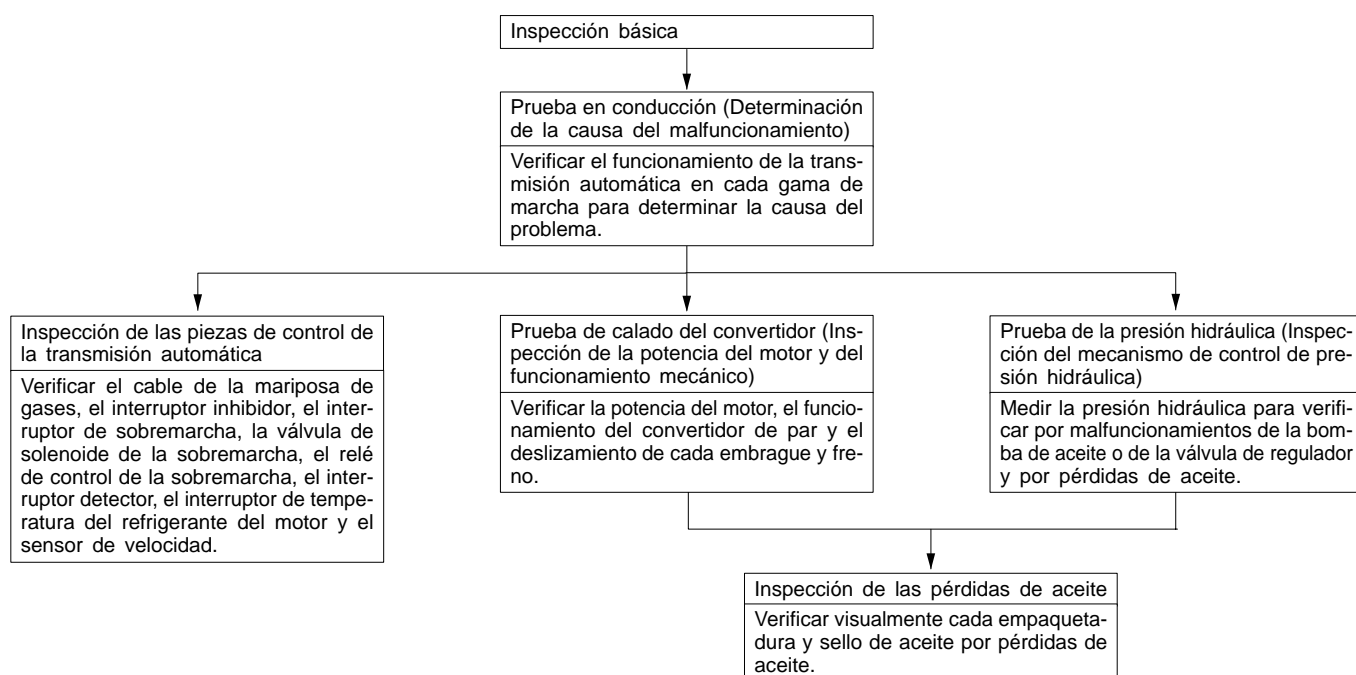 Inspección básica
Prueba en conducción (Determinación
de la causa del malfuncionamiento)
Verificar el funcionamiento de la trans-
misión automática en cada gama de
marcha para determinar la causa del
problema.
Inspección de las piezas de control de
la transmisión automática
Verificar el cable de la mariposa de
gases, el interruptor inhibidor, el inter-
ruptor de sobremarcha, la válvula de
solenoide de la sobremarcha, el relé
de control de la sobremarcha, el inter-
ruptor detector, el interruptor de tempe-
ratura del refrigerante del motor y el
sensor de velocidad.
Prueba de calado del convertidor (Ins-
pección de la potencia del motor y del
funcionamiento mecánico)
Verificar la potencia del motor, el funcio-
namiento del convertidor de par y el
deslizamiento de cada embrague y fre-
no.
Prueba de la presión hidráulica (Inspec-
ción del mecanismo de control de pre-
sión hidráulica)
Medir la presión hidráulica para verifi-
car por malfuncionamientos de la bom-
ba de aceite o de la válvula de regulador
y por pérdidas de aceite.
Inspección de las pérdidas de aceite
Verificar visualmente cada empaqueta-
dura y sello de aceite por pérdidas de
aceite.